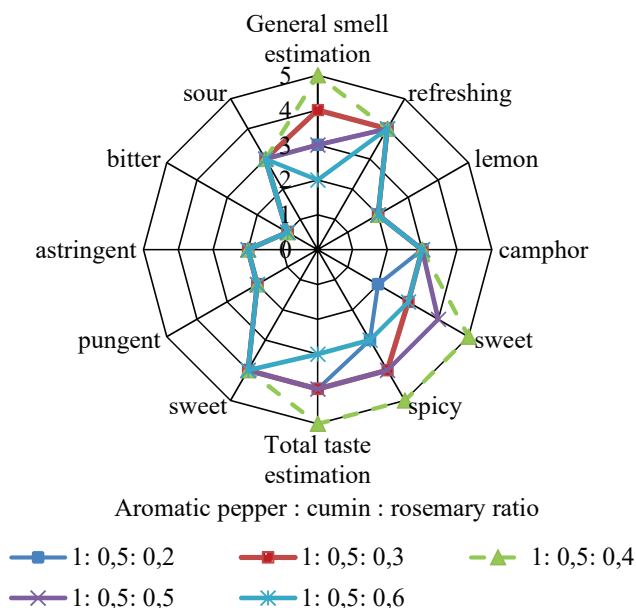 General smell
estimation
5
sour
refreshing
4
3
bitter
lemon
2
1
astringent
0
camphor
pungent
sweet
sweet
spicy
Total taste
estimation
Aromatic pepper : cumin : rosemary ratio
1: 0,5: 0,2
1: 0,5: 0,3
1: 0,5: 0,4
1: 0,5: 0,5
1: 0,5: 0,6